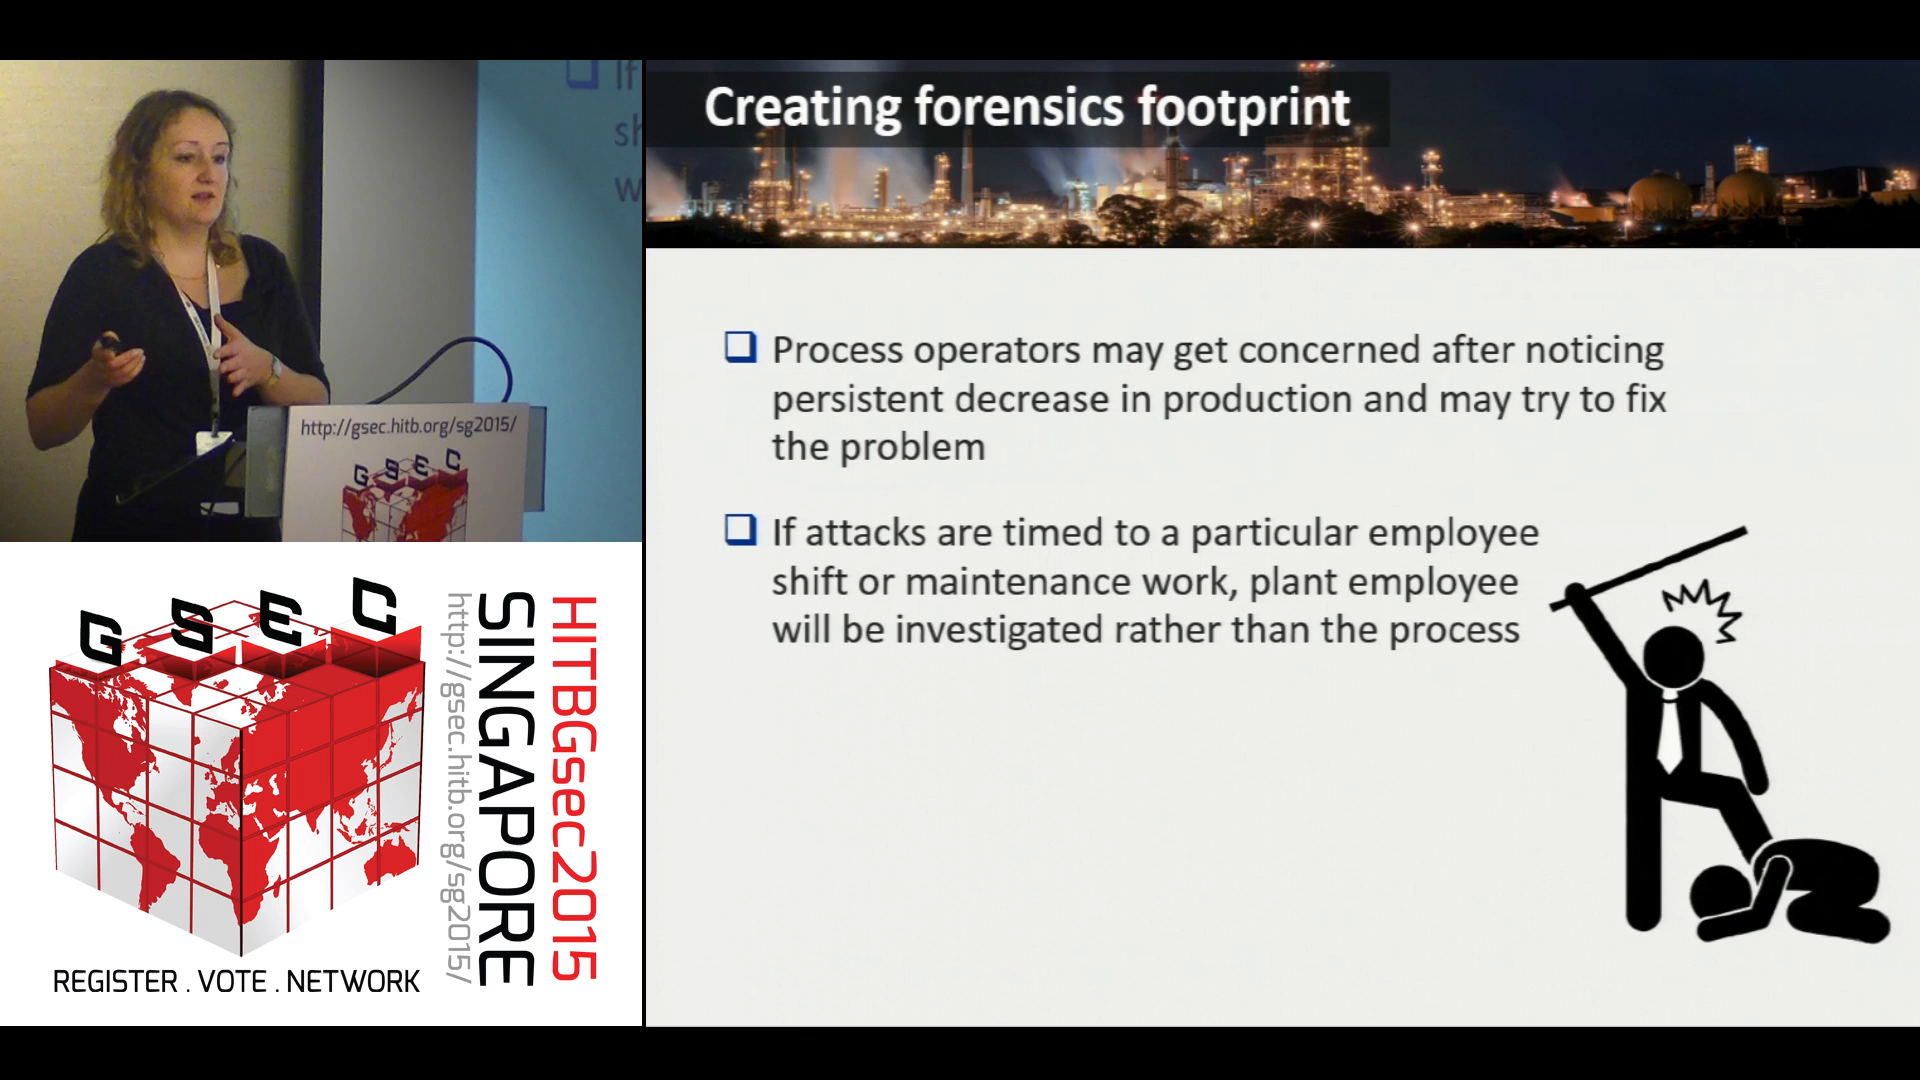 If
sh
w
http://gsec.hitb.org/sg2015/
GSEC
GSEC
HITBGsec2015
SINGAPORE
http://gsec.hitb.org/sg2015/
REGISTER . VOTE . NETWORK
Creating forensics footprint
Process operators may get concerned after noticing
persistent decrease in production and may try to fix
the problem
If attacks are timed to a particular employee
shift or maintenance work, plant employee
will be investigated rather than the process